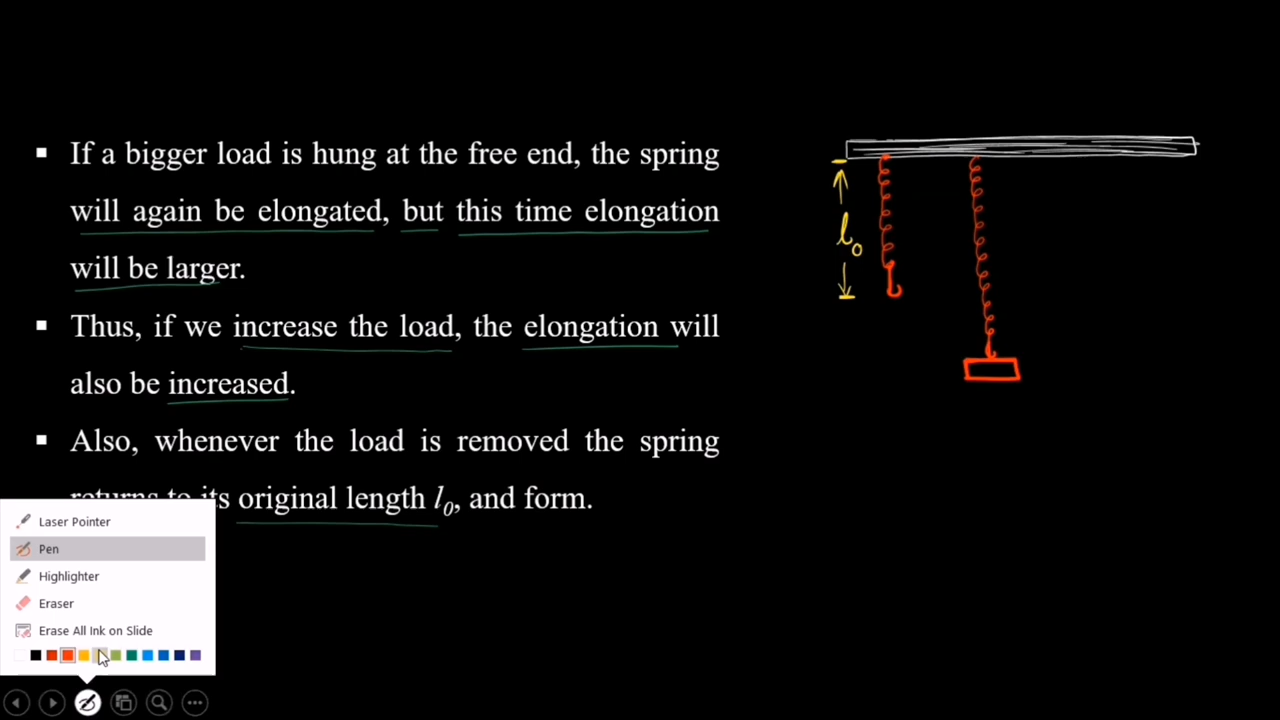 ▪ If a bigger load is hung at the free end, the spring
will again be elongated, but this time elongation
will be larger.
▪ Thus, if we increase the load, the elongation will
also be increased.
▪ Also, whenever the load is removed the spring
returns to its original length l₀, and form.
l₀
Laser Pointer
Pen
Highlighter
Eraser
Erase All Ink on Slide